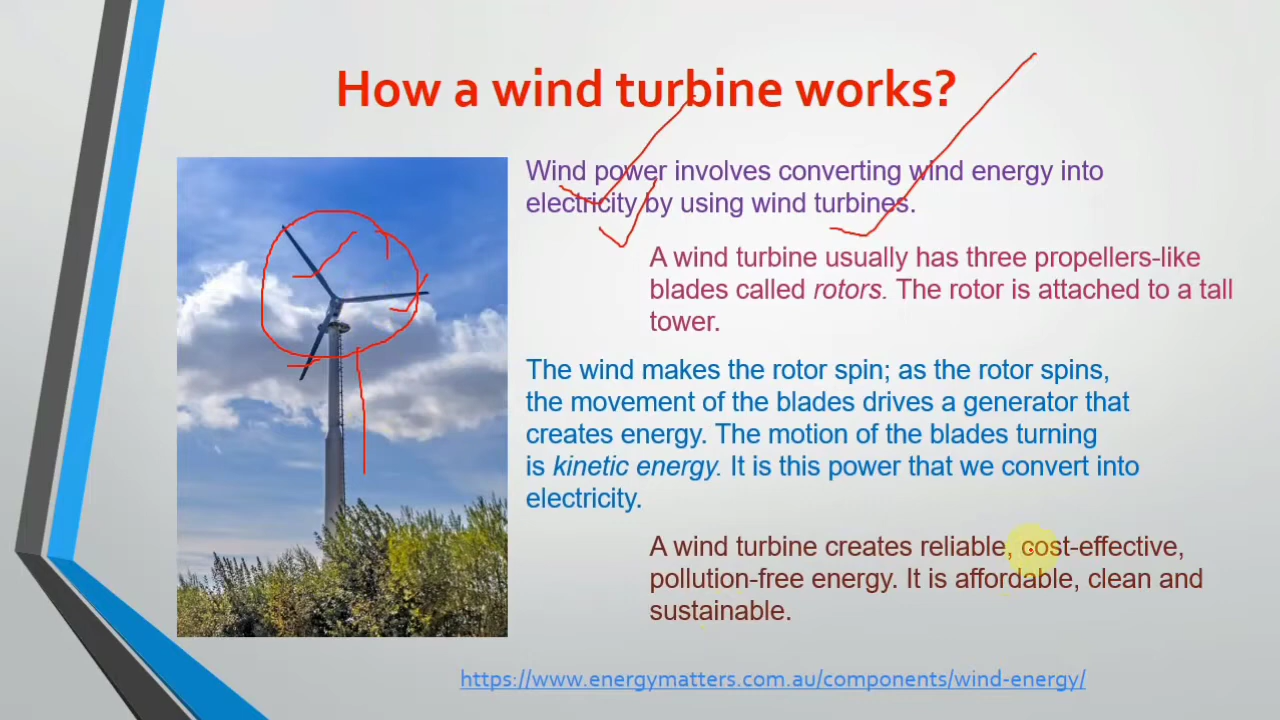 How a wind turbine works?
Wind power involves converting wind energy into
electricity by using wind turbines.
A wind turbine usually has three propellers-like
blades called rotors. The rotor is attached to a tall
tower.
The wind makes the rotor spin; as the rotor spins,
the movement of the blades drives a generator that
creates energy. The motion of the blades turning
is kinetic energy. It is this power that we convert into
electricity.
A wind turbine creates reliable, cost-effective,
pollution-free energy. It is affordable, clean and
sustainable.
https://www.energymatters.com.au/components/wind-energy/